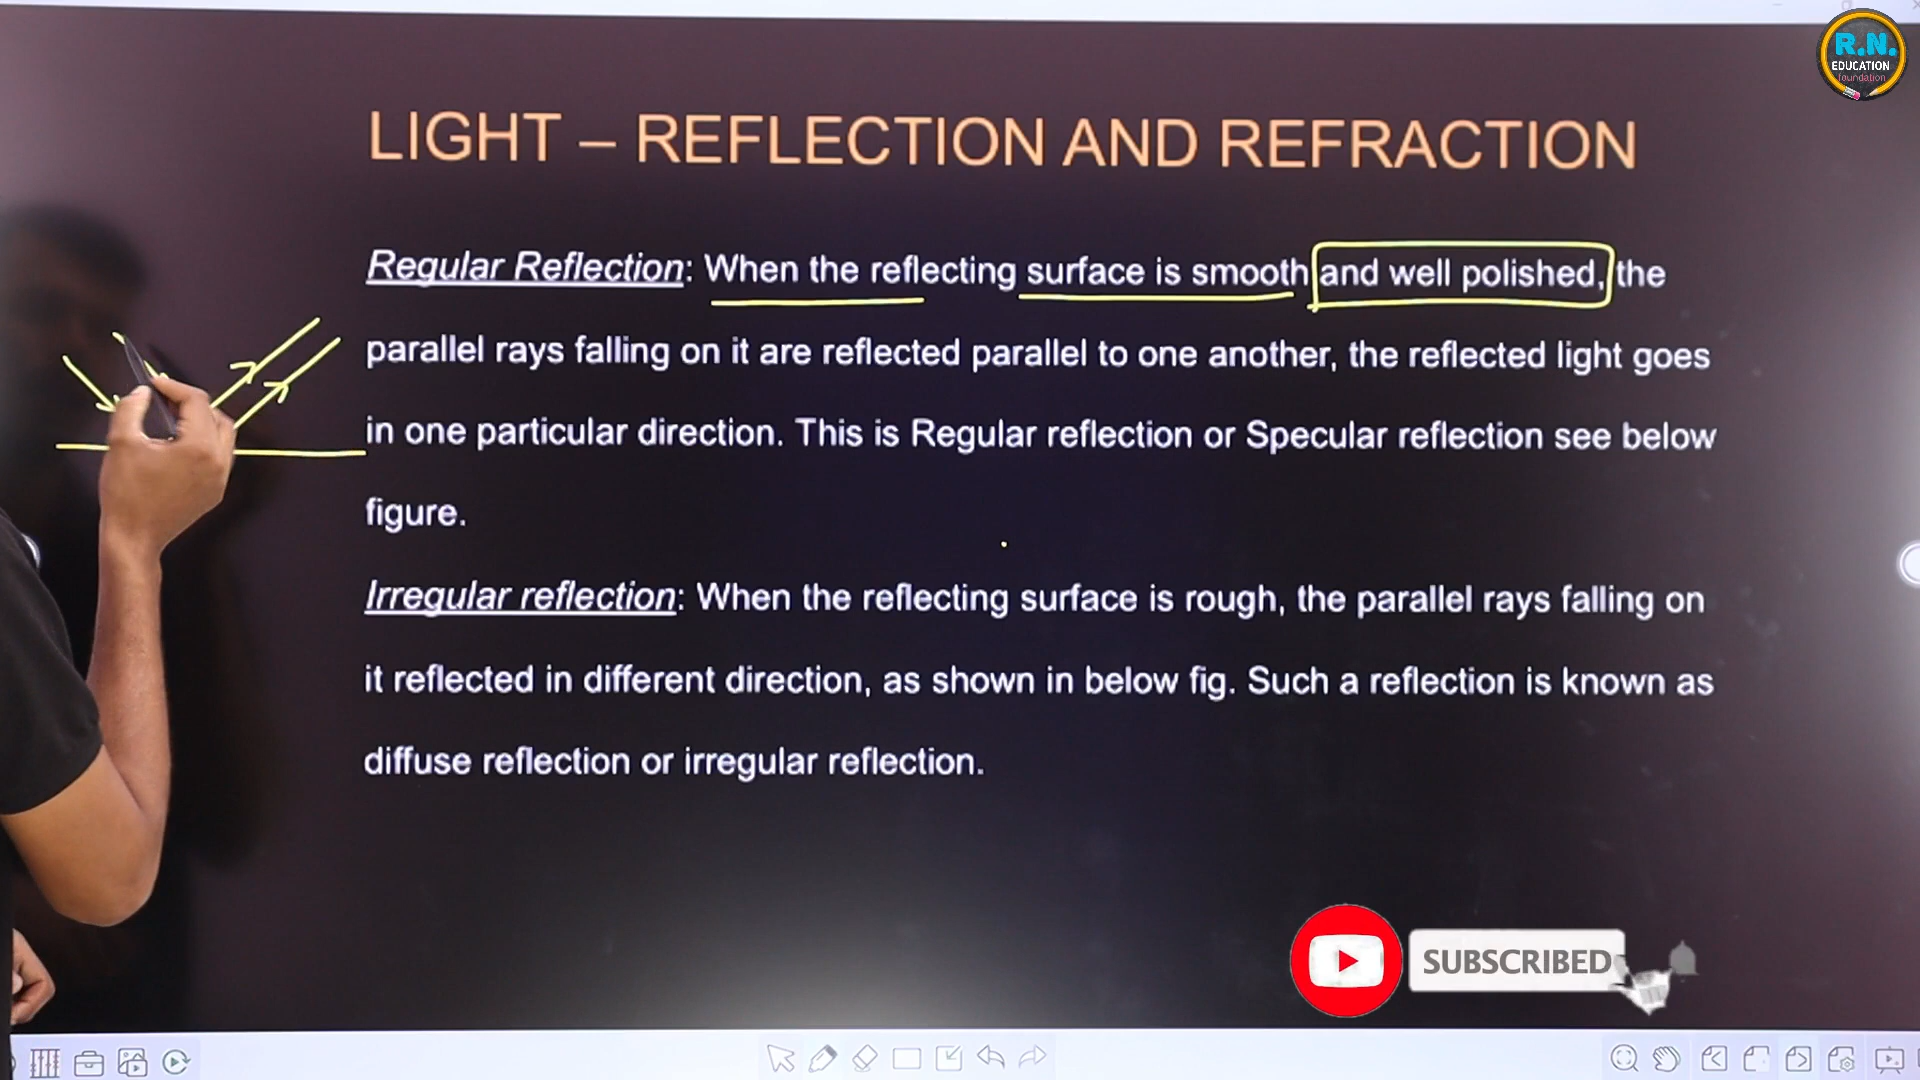 R.N.
EDUCATION
foundation
LIGHT – REFLECTION AND REFRACTION
Regular Reflection: When the reflecting surface is smooth and well polished, the
parallel rays falling on it are reflected parallel to one another, the reflected light goes
in one particular direction. This is Regular reflection or Specular reflection see below
figure.
Irregular reflection: When the reflecting surface is rough, the parallel rays falling on
it reflected in different direction, as shown in below fig. Such a reflection is known as
diffuse reflection or irregular reflection.
SUBSCRIBED